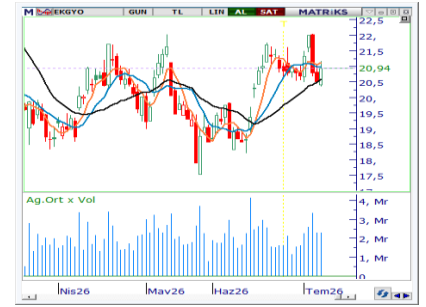 M EKGYO GUN TL LIN AL SAT MATRiKS
22,5
22
21,5
20,94
20,5
20
19,5
19
18,5
18
17,5
Ag.Ort x Vol
4, Mr
3, Mr
2, Mr
1, Mr
0
Nis26 May26 Haz26 Tem26